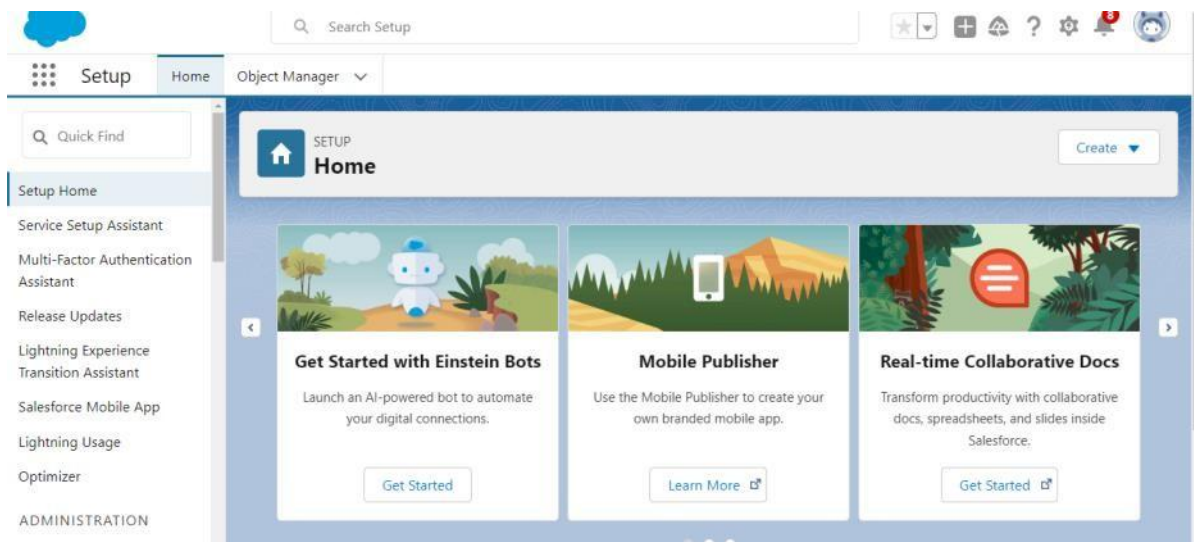 Search Setup
8
Setup
Home
Object Manager
Quick Find
Setup Home
Service Setup Assistant
Multi-Factor Authentication
Assistant
Release Updates
Lightning Experience
Transition Assistant
Salesforce Mobile App
Lightning Usage
Optimizer
ADMINISTRATION
SETUP
Home
Create
Get Started with Einstein Bots
Launch an AI-powered bot to automate
your digital connections.
Get Started
Mobile Publisher
Use the Mobile Publisher to create your
own branded mobile app.
Learn More
Real-time Collaborative Docs
Transform productivity with collaborative
docs, spreadsheets, and slides inside
Salesforce.
Get Started